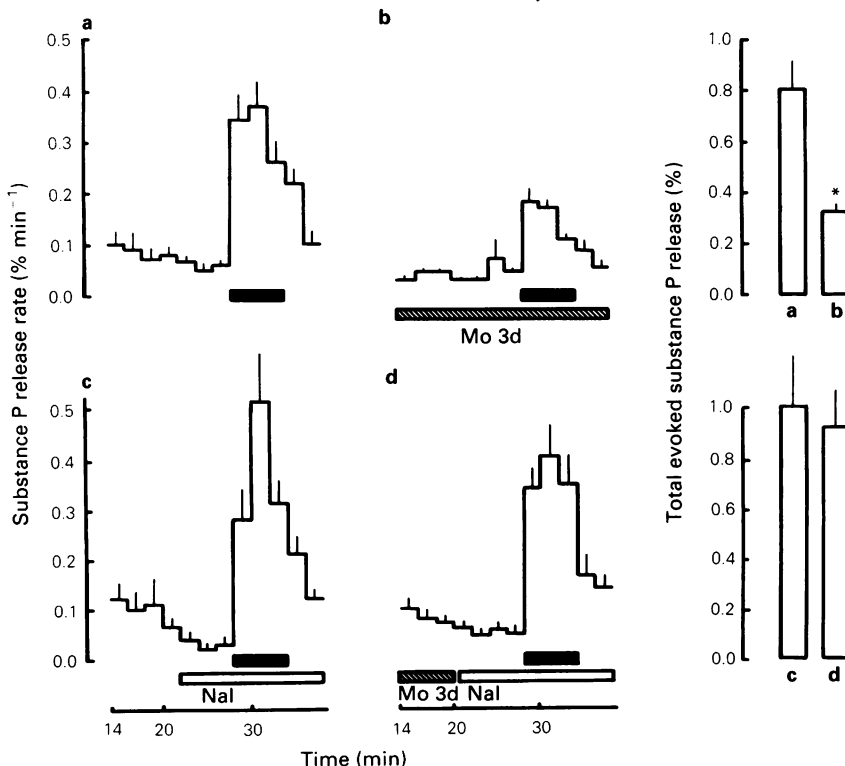 a
b
0.5
0.4
0.3
0.2
0.1
0.0
Mo 3d
c
d
0.5
0.4
0.3
0.2
0.1
0.0
Nal
Mo 3d Nal
14 20 30
14 20 30
Time (min)
Substance P release rate (% min⁻¹)
Total evoked substance P release (%)
1.0
0.8
0.6
0.4
0.2
0.0
*
a b
1.0
0.8
0.6
0.4
0.2
0.0
c d